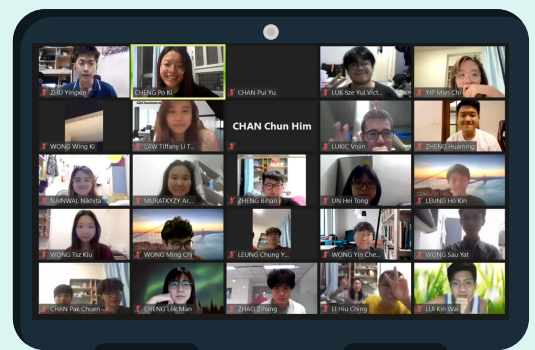 ZHU Yingxin
CHENG Po Ki
CHAN Pui Yu
LUK Sze Yui Vict...
YIP Man Chi
WONG Wing Ki
LAW Tiffany Li T...
CHAN Chun Him
LUKIC Vojin
ZHENG Huaining
NAINWAL Nikhita
MURATKYZY Ar...
ZHENG Bihan
UN Hei Tong
LEUNG Ho Kin
WONG Tsz Kiu
WONG Ming Chi
LEUNG Chung Y...
WONG Yin Che...
WONG Sau Yat
CHAN Pak Chuen
CHENG Lok Man
ZHAO Zihang
LI Hiu Ching
LUI Kin Wai